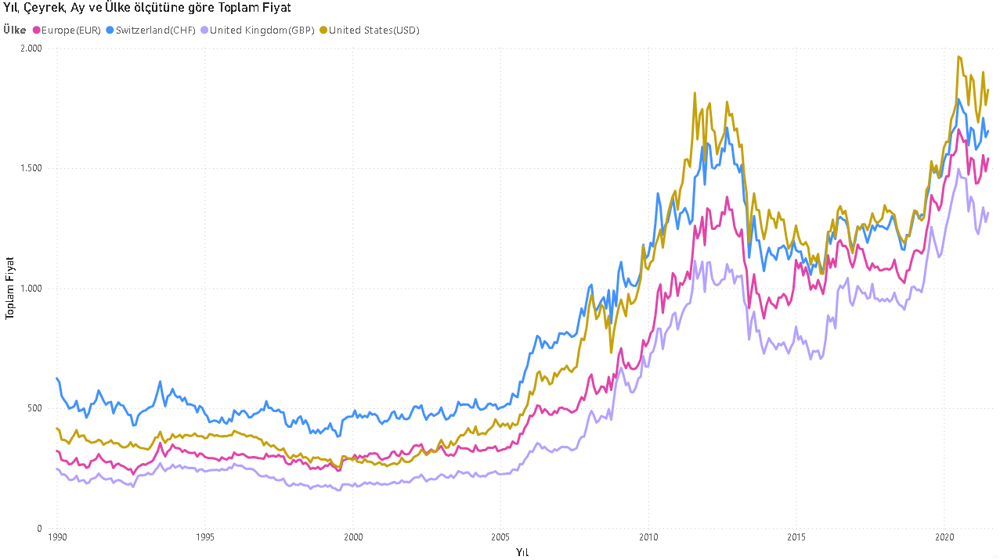 Yıl, Çeyrek, Ay ve Ülke ölçütüne göre Toplam Fiyat
Ülke Europe(EUR) Switzerland(CHF) United Kingdom(GBP) United States(USD)
2.000
1.500
1.000
500
0
Toplam Fiyat
1990 1995 2000 2005 2010 2015 2020
Yıl